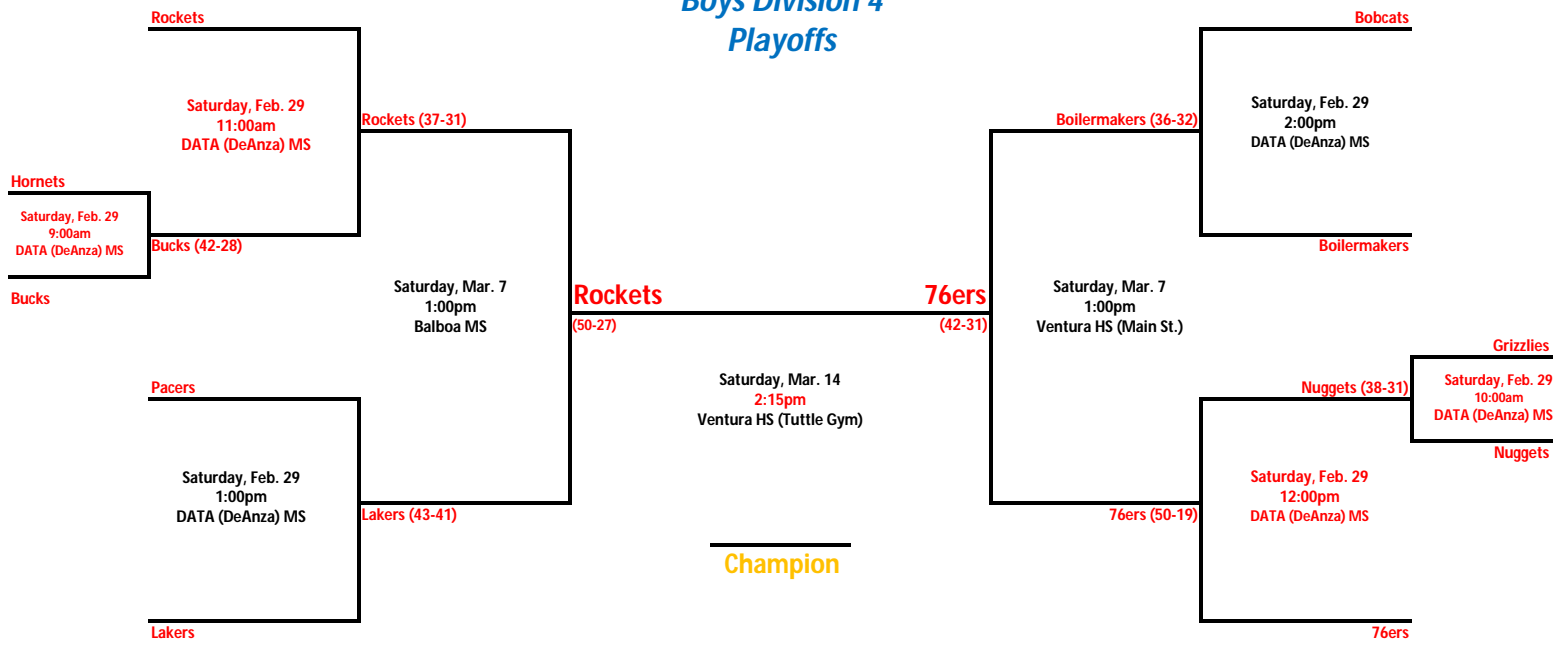 Boys Division 4
Playoffs
Rockets
Saturday, Feb. 29
11:00am
DATA (DeAnza) MS
Rockets (37-31)
Hornets
Saturday, Feb. 29
9:00am
DATA (DeAnza) MS
Bucks (42-28)
Bucks
Saturday, Mar. 7
1:00pm
Balboa MS
Rockets
(50-27)
Pacers
Saturday, Feb. 29
1:00pm
DATA (DeAnza) MS
Lakers (43-41)
Lakers
Saturday, Mar. 14
2:15pm
Ventura HS (Tuttle Gym)
Champion
76ers
(42-31)
Bobcats
Saturday, Feb. 29
2:00pm
DATA (DeAnza) MS
Boilermakers (36-32)
Boilermakers
Saturday, Mar. 7
1:00pm
Ventura HS (Main St.)
Grizzlies
Saturday, Feb. 29
10:00am
DATA (DeAnza) MS
Nuggets (38-31)
Nuggets
Saturday, Feb. 29
12:00pm
DATA (DeAnza) MS
76ers (50-19)
76ers